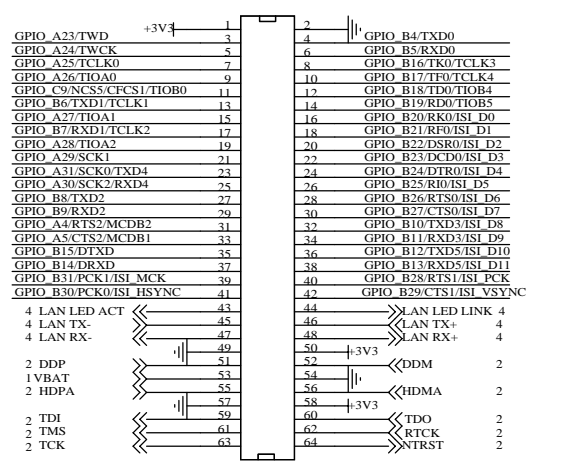 +3V3 1 2
GPIO_A23/TWD 3 4 GPIO_B4/TXD0
GPIO_A24/TWCK 5 6 GPIO_B5/RXD0
GPIO_A25/TCLK0 7 8 GPIO_B16/TK0/TCLK3
GPIO_A26/TIOA0 9 10 GPIO_B17/TF0/TCLK4
GPIO_C9/NCS5/CFCS1/TIOB0 11 12 GPIO_B18/TD0/TIOB4
GPIO_B6/TXD1/TCLK1 13 14 GPIO_B19/RD0/TIOB5
GPIO_A27/TIOA1 15 16 GPIO_B20/RK0/ISI_D0
GPIO_B7/RXD1/TCLK2 17 18 GPIO_B21/RF0/ISI_D1
GPIO_A28/TIOA2 19 20 GPIO_B22/DSR0/ISI_D2
GPIO_A29/SCK1 21 22 GPIO_B23/DCD0/ISI_D3
GPIO_A31/SCK0/TXD4 23 24 GPIO_B24/DTR0/ISI_D4
GPIO_A30/SCK2/RXD4 25 26 GPIO_B25/RI0/ISI_D5
GPIO_B8/TXD2 27 28 GPIO_B26/RTS0/ISI_D6
GPIO_B9/RXD2 29 30 GPIO_B27/CTS0/ISI_D7
GPIO_A4/RTS2/MCDB2 31 32 GPIO_B10/TXD3/ISI_D8
GPIO_A5/CTS2/MCDB1 33 34 GPIO_B11/RXD3/ISI_D9
GPIO_B15/DTXD 35 36 GPIO_B12/TXD5/ISI_D10
GPIO_B14/DRXD 37 38 GPIO_B13/RXD5/ISI_D11
GPIO_B31/PCK1/ISI_MCK 39 40 GPIO_B28/RTS1/ISI_PCK
GPIO_B30/PCK0/ISI_HSYNC 41 42 GPIO_B29/CTS1/ISI_VSYNC
4 LAN LED ACT 43 44 LAN LED LINK 4
4 LAN TX- 45 46 LAN TX+ 4
4 LAN RX- 47 48 LAN RX+ 4
49 50 +3V3
2 DDP 51 52 DDM 2
1 VBAT 53 54
2 HDPA 55 56 HDMA 2
57 58 +3V3
2 TDI 59 60 TDO 2
2 TMS 61 62 RTCK 2
2 TCK 63 64 NTRST 2